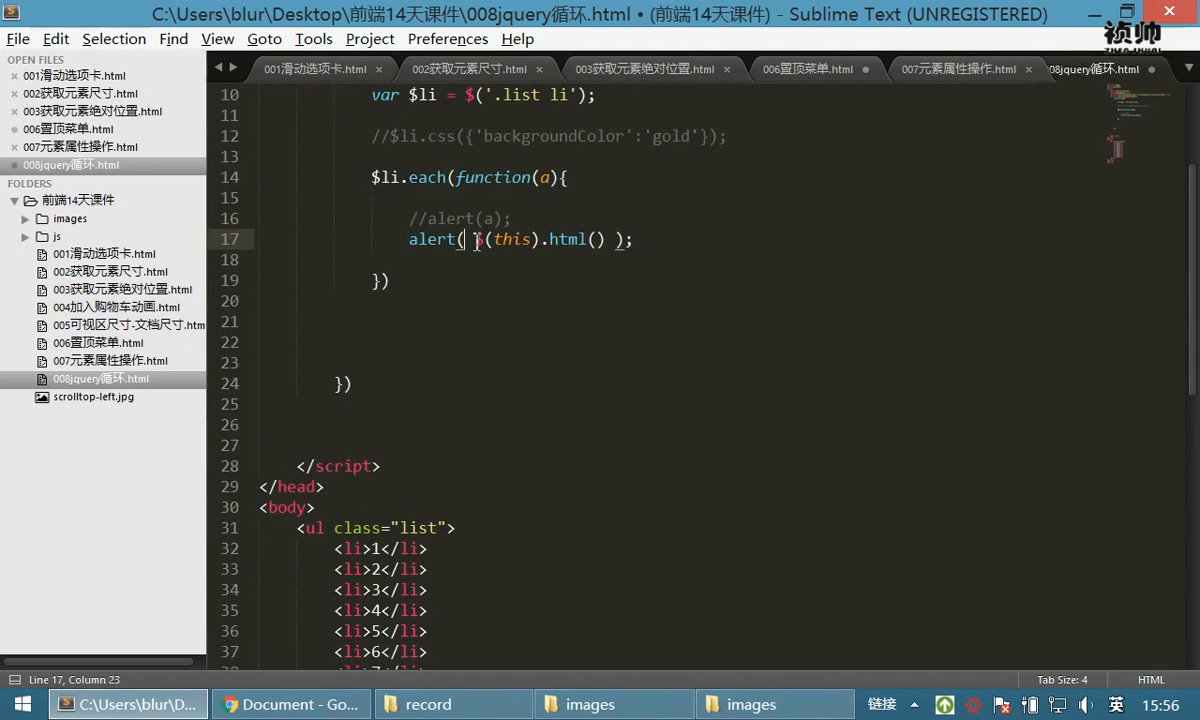 C:\Users\blur\Desktop\前端14天课件\008jquery循环.html • (前端14天课件) - Sublime Text (UNREGISTERED)
祯帅
File Edit Selection Find View Goto Tools Project Preferences Help
OPEN FILES
001滑动选项卡.html
002获取元素尺寸.html
003获取元素绝对位置.html
006置顶菜单.html
007元素属性操作.html
008jquery循环.html
FOLDERS
前端14天课件
images
js
001滑动选项卡.html
002获取元素尺寸.html
003获取元素绝对位置.html
004加入购物车动画.html
005可视区尺寸-文档尺寸.htm
006置顶菜单.html
007元素属性操作.html
008jquery循环.html
scrolltop-left.jpg
001滑动选项卡.html 002获取元素尺寸.html 003获取元素绝对位置.html 006置顶菜单.html 007元素属性操作.html 08jquery循环.html
10 var $li = $('.list li');
11
12 //$li.css({'backgroundColor':'gold'});
13
14 $li.each(function(a){
15
16 //alert(a);
17 alert( $(this).html() );
18
19 })
20
21
22
23
24 })
25
26
27
28 </script>
29 </head>
30 <body>
31 <ul class="list">
32 <li>1</li>
33 <li>2</li>
34 <li>3</li>
35 <li>4</li>
36 <li>5</li>
37 <li>6</li>
38 <li>7</li>
Line 17, Column 23 Tab Size: 4 HTML
C:\Users\blur\D... Document - Go... record images images 链接 英 15:56